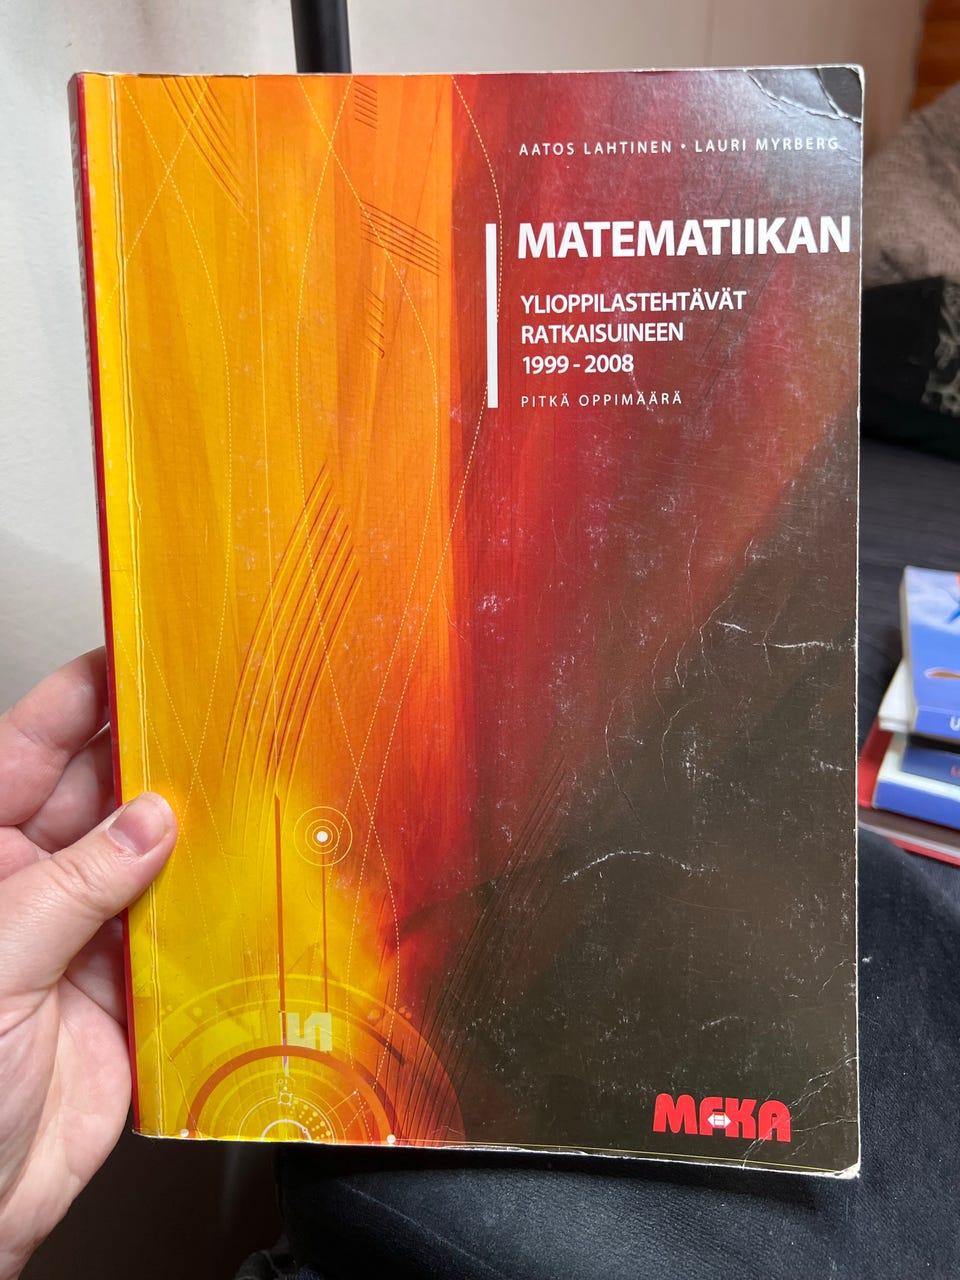 AATOS LAHTINEN • LAURI MYRBERG
MATEMATIIKAN
YLIOPPILASTEHTÄVÄT
RATKAISUINEEN
1999 - 2008
PITKÄ OPPIMÄÄRÄ
MFKA